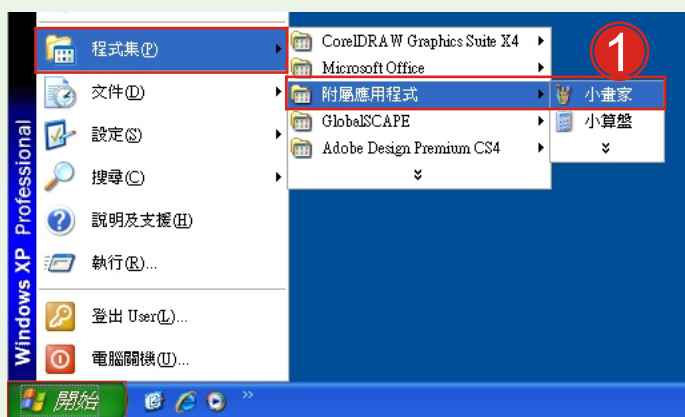 程式集(P)
文件(D)
設定(S)
搜尋(C)
說明及支援(H)
執行(R)...
登出 User(L)...
電腦關機(U)...
Windows XP Professional
開始
CorelDRAW Graphics Suite X4
Microsoft Office
附屬應用程式
GlobalSCAPE
Adobe Design Premium CS4
1
小畫家
小算盤